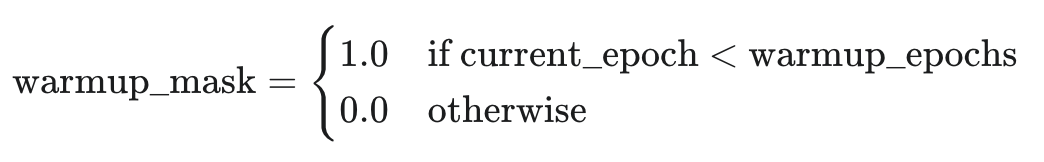 warmup_mask = { 1.0 if current_epoch < warmup_epochs
0.0 otherwise